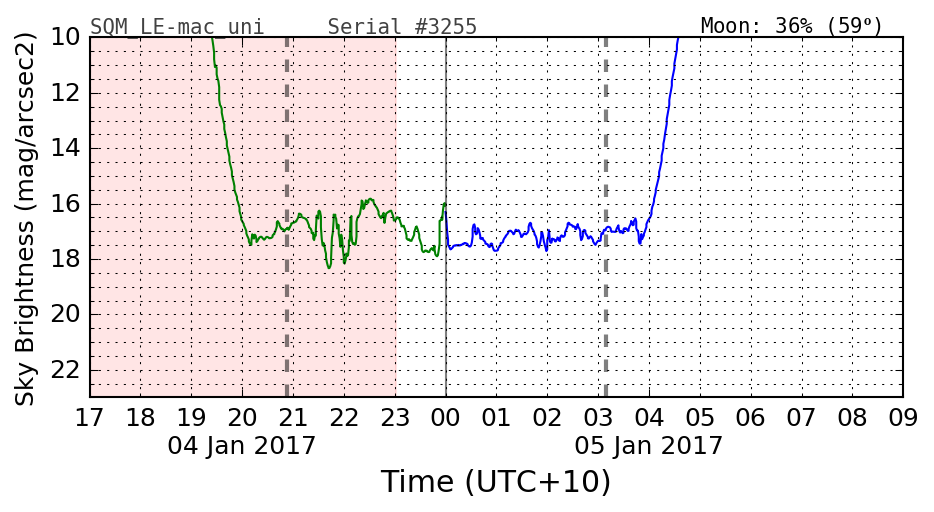 SQM_LE-mac_uni Serial #3255 Moon: 36% (59°)
Sky Brightness (mag/arcsec2)
10
12
14
16
18
20
22
17 18 19 20 21 22 23 00 01 02 03 04 05 06 07 08 09
04 Jan 2017 05 Jan 2017
Time (UTC+10)